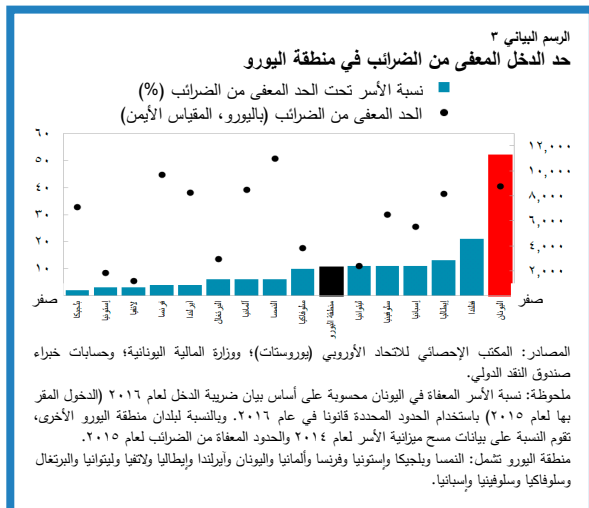 الرسم البياني ٣
حد الدخل المعفى من الضرائب في منطقة اليورو
نسبة الأسر تحت الحد المعفى من الضرائب (%)
الحد المعفى من الضرائب (باليورو، المقياس الأيمن)
٦٠
٥٠
٤٠
٣٠
٢٠
١٠
صفر
١٢,٠٠٠
١٠,٠٠٠
٨,٠٠٠
٦,٠٠٠
٤,٠٠٠
٢,٠٠٠
صفر
بلجيكا
إستونيا
لاتفيا
فرنسا
ايرلندا
البرتغال
ألمانيا
النمسا
سلوفاكيا
منطقة اليورو
ليتوانيا
سلوفينيا
إسبانيا
إيطاليا
فنلندا
اليونان
المصادر: المكتب الإحصائي للاتحاد الأوروبي (يوروستات)؛ ووزارة المالية اليونانية؛ وحسابات خبراء
صندوق النقد الدولي.
ملحوظة: نسبة الأسر المعفاة في اليونان محسوبة على أساس بيان ضريبة الدخل لعام ٢٠١٦ (الدخول المقر
بها لعام ٢٠١٥) باستخدام الحدود المحددة قانونا في عام ٢٠١٦. وبالنسبة لبلدان منطقة اليورو الأخرى،
تقوم النسبة على بيانات مسح ميزانية الأسر لعام ٢٠١٤ والحدود المعفاة من الضرائب لعام ٢٠١٥.
منطقة اليورو تشمل: النمسا وبلجيكا وإستونيا وفرنسا وألمانيا واليونان وآيرلندا وإيطاليا ولاتفيا وليتوانيا والبرتغال
وسلوفاكيا وسلوفينيا وإسبانيا.